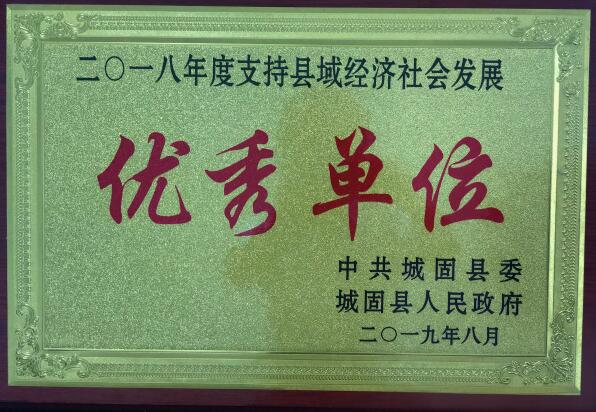 二〇一八年度支持县域经济社会发展
优秀单位
中共城固县委
城固县人民政府
二〇一九年八月